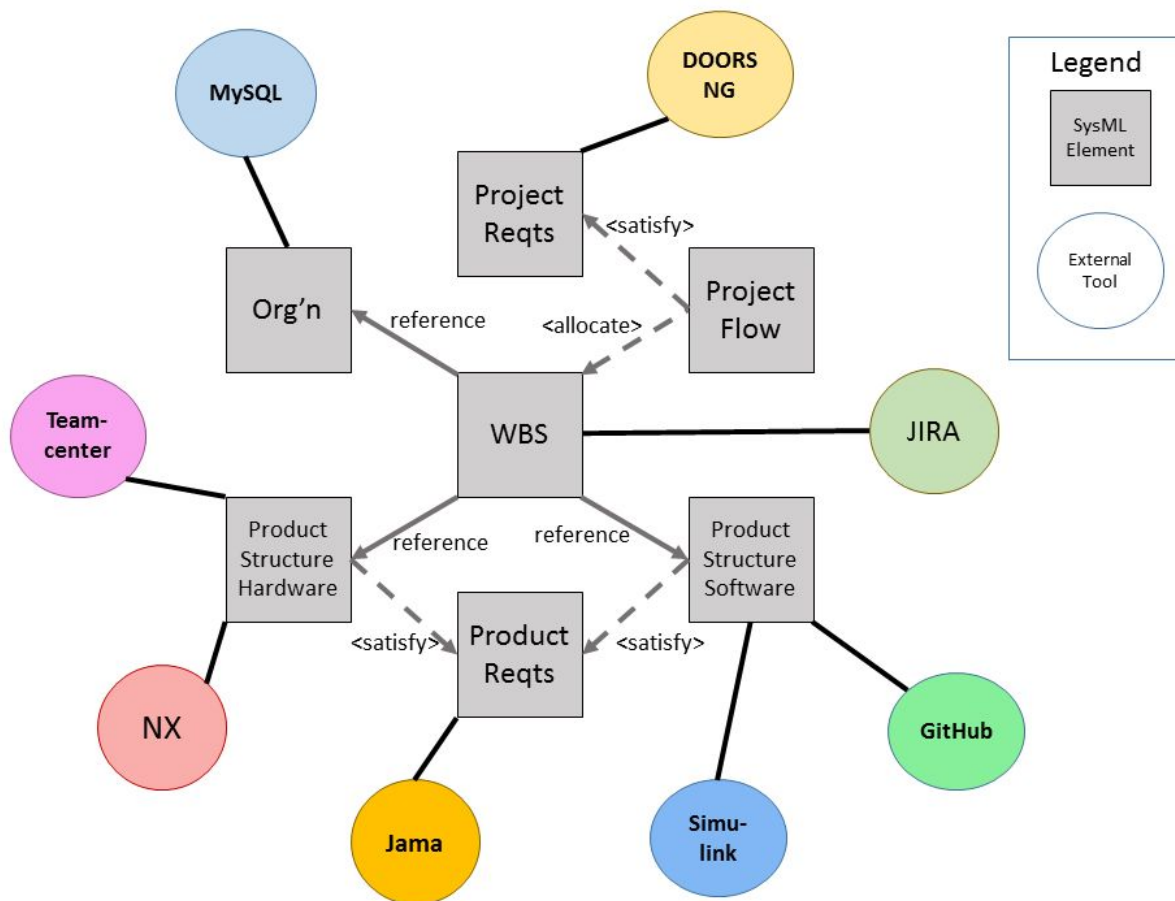 MySQL
DOORS
NG
Legend
SysML
Element
External
Tool
Project
Reqts
<satisfy>
Project
Flow
<allocate>
Org'n
reference
WBS
JIRA
Team-
center
Product
Structure
Hardware
reference
reference
Product
Structure
Software
<satisfy>
Product
Reqts
<satisfy>
NX
Jama
Simu-
link
GitHub